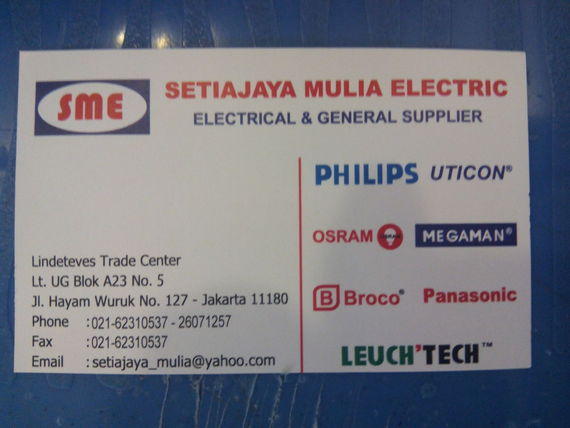 SME
SETIAJAYA MULIA ELECTRIC
ELECTRICAL & GENERAL SUPPLIER
Lindeteves Trade Center
Lt. UG Blok A23 No. 5
Jl. Hayam Wuruk No. 127 - Jakarta 11180
Phone : 021-62310537 - 26071257
Fax : 021-62310537
Email : setiajaya_mulia@yahoo.com
PHILIPS UTICON®
OSRAM MEGAMAN®
B Broco® Panasonic
LEUCH'TECH™